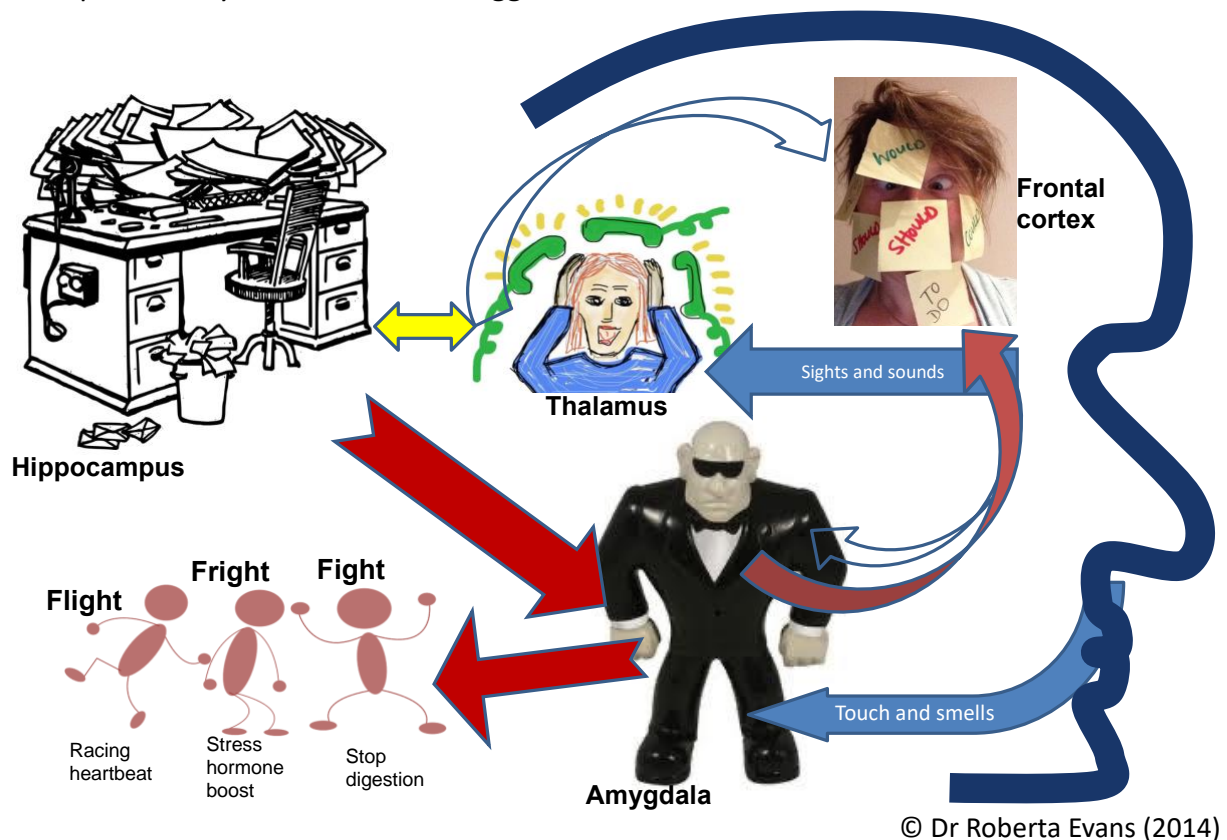 WOULD
SHOULD
SHOULD
TO
DO
Frontal
cortex
Sights and sounds
Thalamus
Hippocampus
Flight
Fright
Fight
Racing
heartbeat
Stress
hormone
boost
Stop
digestion
Touch and smells
Amygdala
© Dr Roberta Evans (2014)